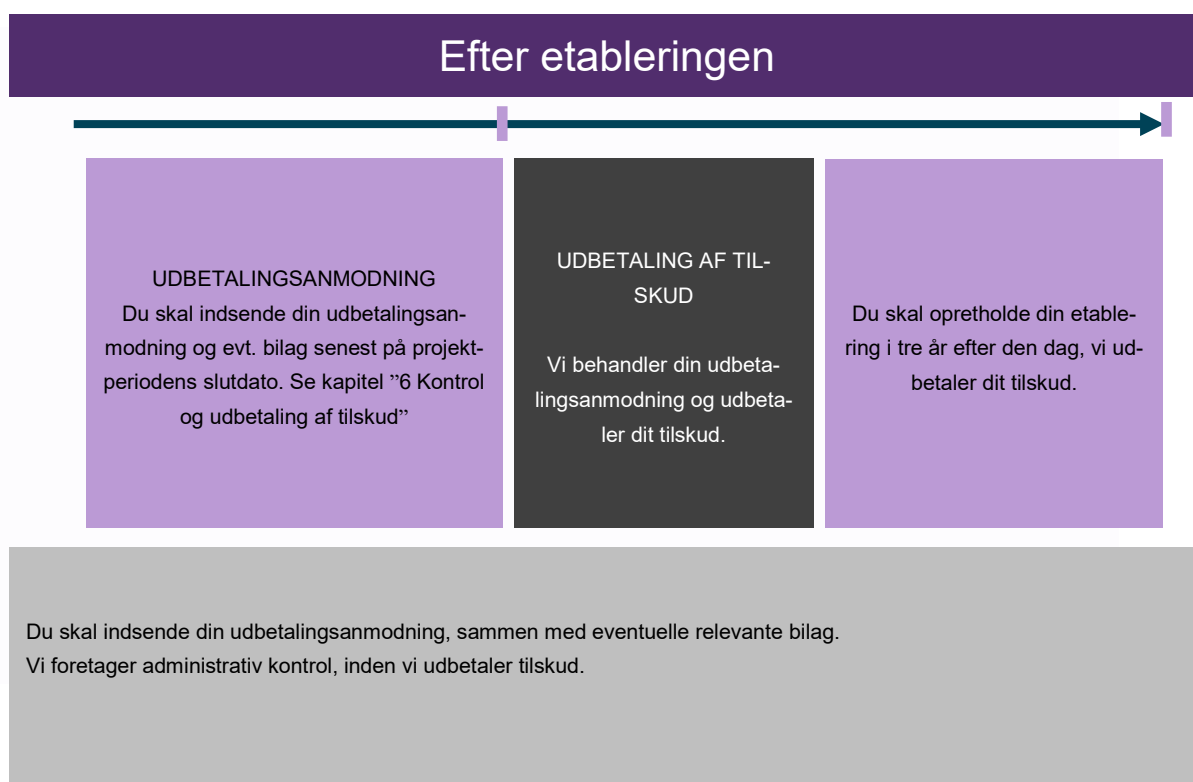 Efter etableringen
UDBETALINGSANMODNING
Du skal indsende din udbetalingsan-
modning og evt. bilag senest på projekt-
periodens slutdato. Se kapitel ”6 Kontrol
og udbetaling af tilskud”
UDBETALING AF TIL-
SKUD
Vi behandler din udbeta-
lingsanmodning og udbeta-
ler dit tilskud.
Du skal opretholde din etable-
ring i tre år efter den dag, vi ud-
betaler dit tilskud.
Du skal indsende din udbetalingsanmodning, sammen med eventuelle relevante bilag.
Vi foretager administrativ kontrol, inden vi udbetaler tilskud.